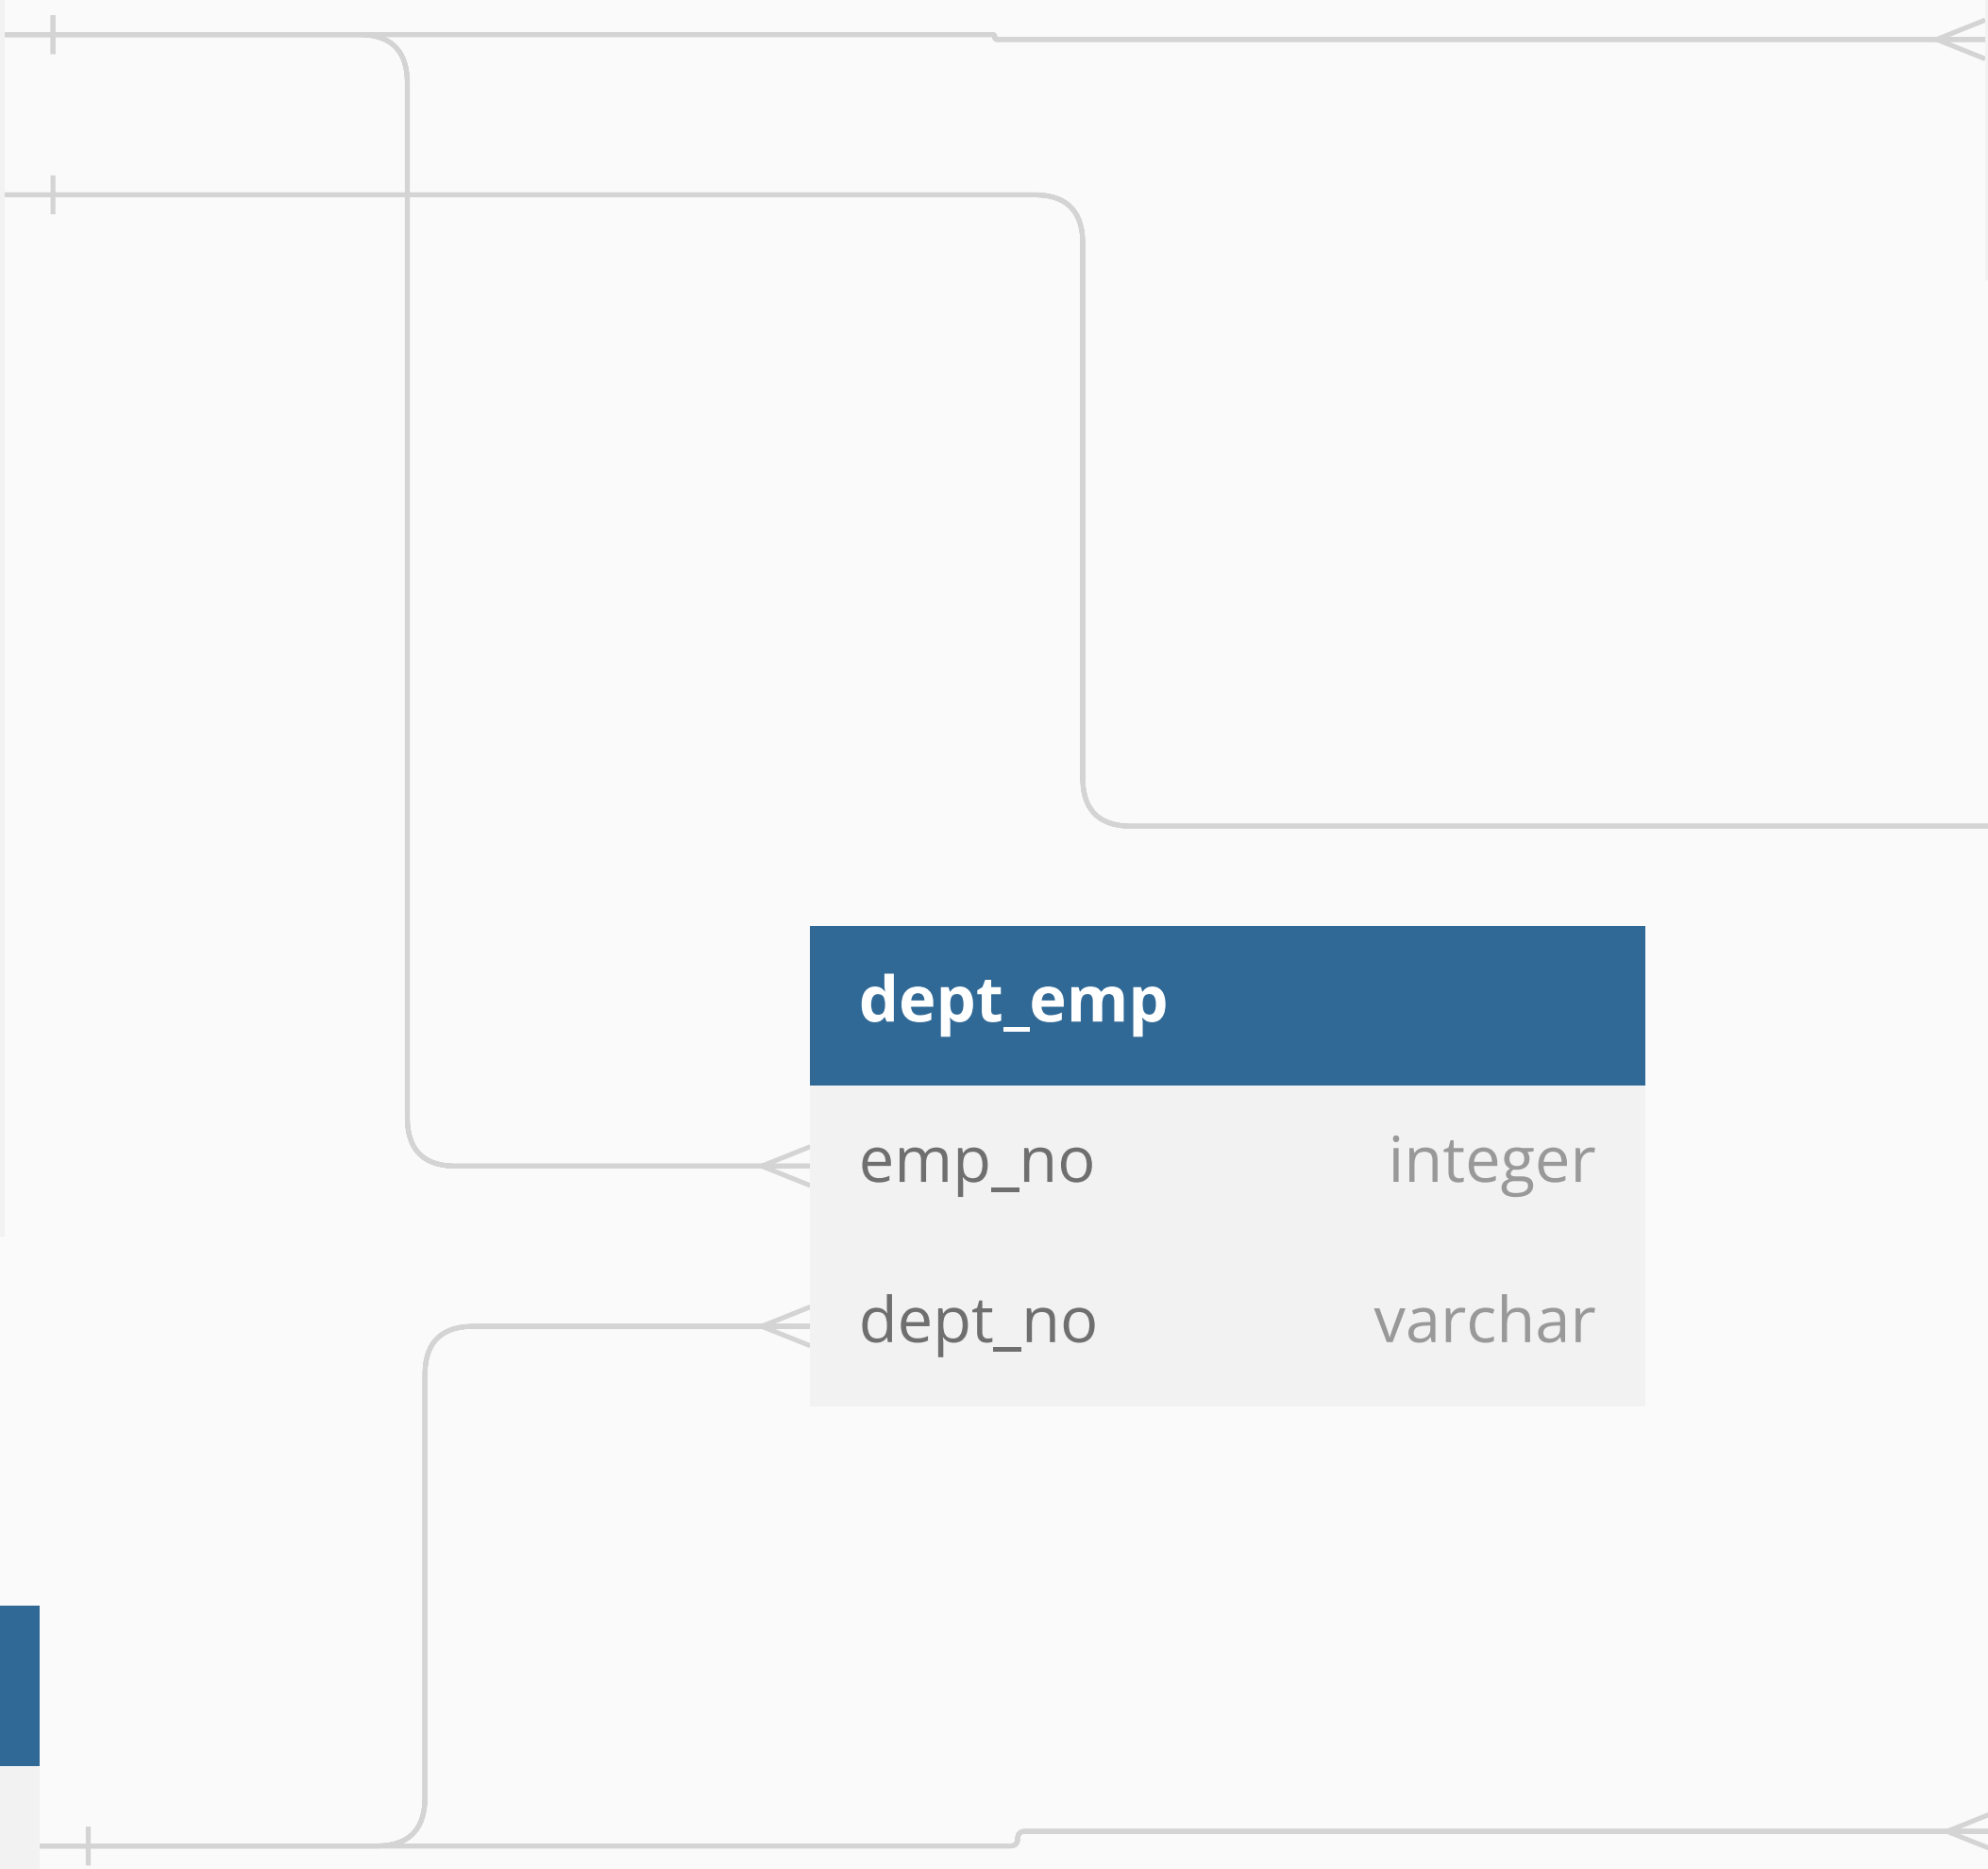 dept_emp
emp_no integer
dept_no varchar